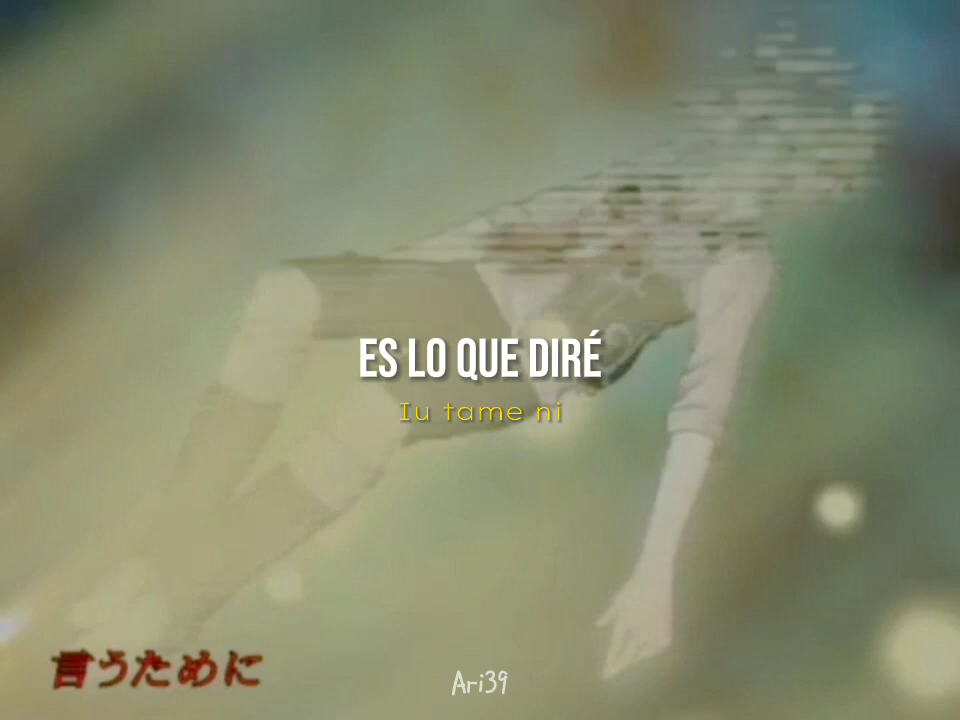 ES LO QUE DIRÉ
Iu tame ni
言うために
Ari39